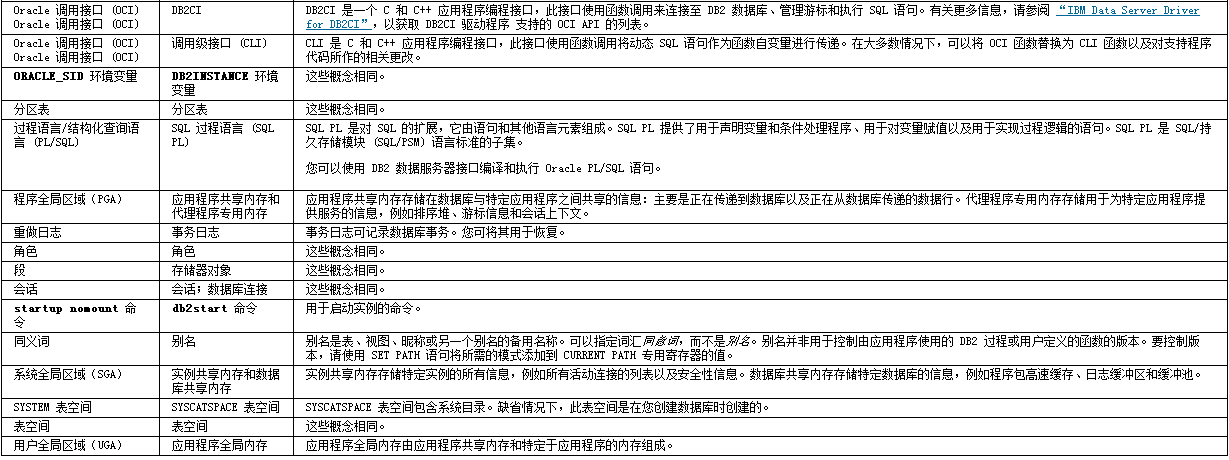 Oracle 调用接口 (OCI) DB2CI DB2CI 是一个 C 和 C++ 应用程序编程接口，此接口使用函数调用来连接至 DB2 数据库、管理游标和执行 SQL 语句。有关更多信息，请参阅 “IBM Data Server Driver
Oracle 调用接口 (OCI) for DB2CI”，以获取 DB2CI 驱动程序 支持的 OCI API 的列表。
Oracle 调用接口 (OCI) 调用级接口 (CLI) CLI 是 C 和 C++ 应用程序编程接口，此接口使用函数调用将动态 SQL 语句作为函数自变量进行传递。在大多数情况下，可以将 OCI 函数替换为 CLI 函数以及对支持程序
Oracle 调用接口 (OCI) 代码所作的相关更改。
ORACLE_SID 环境变量 DB2INSTANCE 环境 这些概念相同。
变量
分区表 分区表 这些概念相同。
过程语言/结构化查询语 SQL 过程语言 (SQL SQL PL 是对 SQL 的扩展，它由语句和其他语言元素组成。SQL PL 提供了用于声明变量和条件处理程序、用于对变量赋值以及用于实现过程逻辑的语句。SQL PL 是 SQL/持
言 (PL/SQL) PL) 久存储模块 (SQL/PSM) 语言标准的子集。
您可以使用 DB2 数据服务器接口编译和执行 Oracle PL/SQL 语句。
程序全局区域 (PGA) 应用程序共享内存和 应用程序共享内存存储在数据库与特定应用程序之间共享的信息：主要是正在传递到数据库以及正在从数据库传递的数据行。代理程序专用内存存储用于为特定应用程序提
代理程序专用内存 供服务的信息，例如排序堆、游标信息和会话上下文。
重做日志 事务日志 事务日志可记录数据库事务。您可将其用于恢复。
角色 角色 这些概念相同。
段 存储器对象 这些概念相同。
会话 会话；数据库连接 这些概念相同。
startup nomount 命 db2start 命令 用于启动实例的命令。
令
同义词 别名 别名是表、视图、昵称或另一个别名的备用名称。可以指定词汇同义词，而不是别名。别名并非用于控制由应用程序使用的 DB2 过程或用户定义的函数的版本。要控制版
本，请使用 SET PATH 语句将所需的模式添加到 CURRENT PATH 专用寄存器的值。
系统全局区域 (SGA) 实例共享内存和数据 实例共享内存存储特定实例的所有信息，例如所有活动连接的列表以及安全性信息。数据库共享内存存储特定数据库的信息，例如程序包高速缓存、日志缓冲区和缓冲池。
库共享内存
SYSTEM 表空间 SYSCATSPACE 表空间 SYSCATSPACE 表空间包含系统目录。缺省情况下，此表空间是在您创建数据库时创建的。
表空间 表空间 这些概念相同。
用户全局区域 (UGA) 应用程序全局内存 应用程序全局内存由应用程序共享内存和特定于应用程序的内存组成。